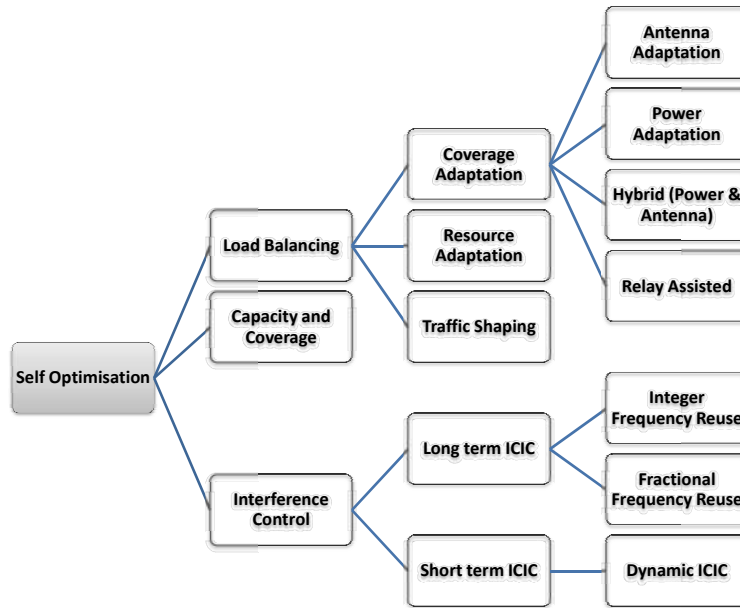 Self Optimisation
Load Balancing
Capacity and
Coverage
Interference
Control
Coverage
Adaptation
Resource
Adaptation
Traffic Shaping
Long term ICIC
Short term ICIC
Antenna
Adaptation
Power
Adaptation
Hybrid (Power &
Antenna)
Relay Assisted
Integer
Frequency Reuse
Fractional
Frequency Reuse
Dynamic ICIC